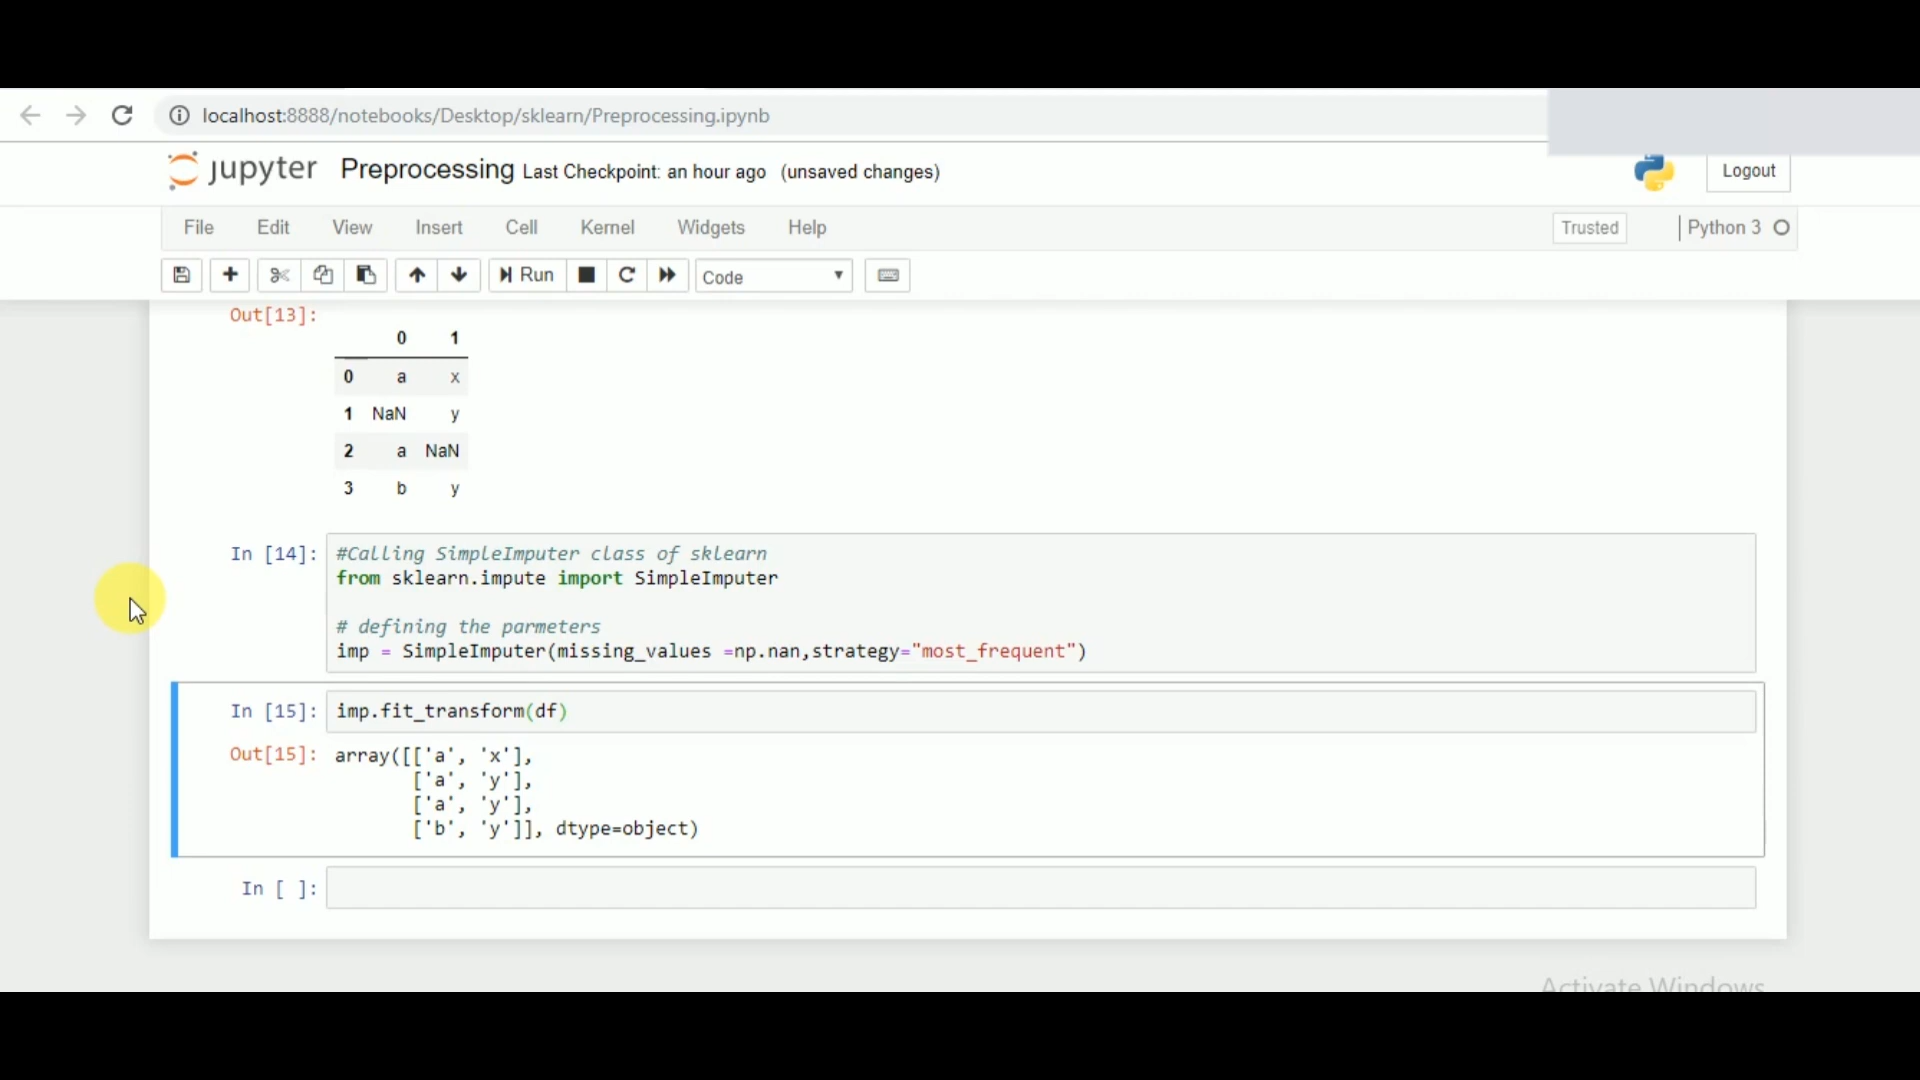 localhost:8888/notebooks/Desktop/sklearn/Preprocessing.ipynb
jupyter Preprocessing Last Checkpoint: an hour ago (unsaved changes)
Logout
File Edit View Insert Cell Kernel Widgets Help
Trusted
Python 3
Run
Code
Out[13]:
0 1
0 a x
1 NaN y
2 a NaN
3 b y
In [14]: #Calling SimpleImputer class of sklearn
from sklearn.impute import SimpleImputer
# defining the parmeters
imp = SimpleImputer(missing_values =np.nan,strategy="most_frequent")
In [15]: imp.fit_transform(df)
Out[15]: array([['a', 'x'],
['a', 'y'],
['a', 'y'],
['b', 'y']], dtype=object)
In [ ]:
Activate Windows